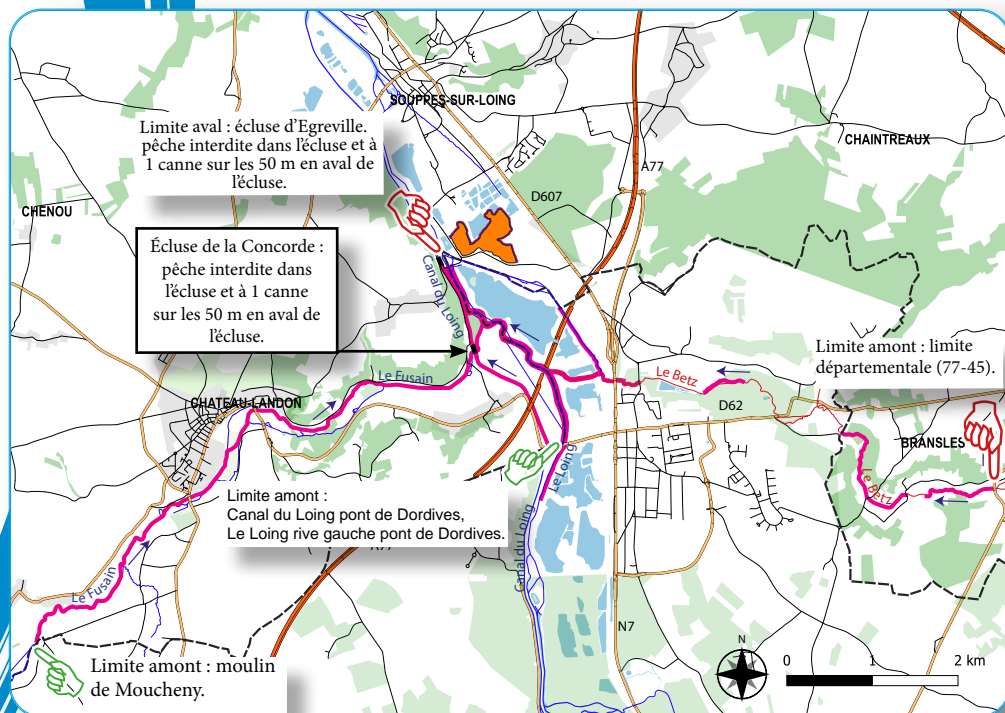 SOUPPES-SUR-LOING
Limite aval : écluse d'Egreville.
pêche interdite dans l'écluse et à
1 canne sur les 50 m en aval de
l'écluse.
CHAINTREAUX
A77
D607
CHENOU
Écluse de la Concorde :
pêche interdite dans
l'écluse et à 1 canne
sur les 50 m en aval de
l'écluse.
Canal du Loing
Limite amont : limite
départementale (77-45).
Le Betz
Le Fusain
D62
CHATEAU-LANDON
BRANSLES
Le Betz
Le Loing
Limite amont :
Canal du Loing pont de Dordives,
Le Loing rive gauche pont de Dordives.
A77
Canal du Loing
Le Fusain
N7
N
0 1 2 km
Limite amont : moulin
de Moucheny.